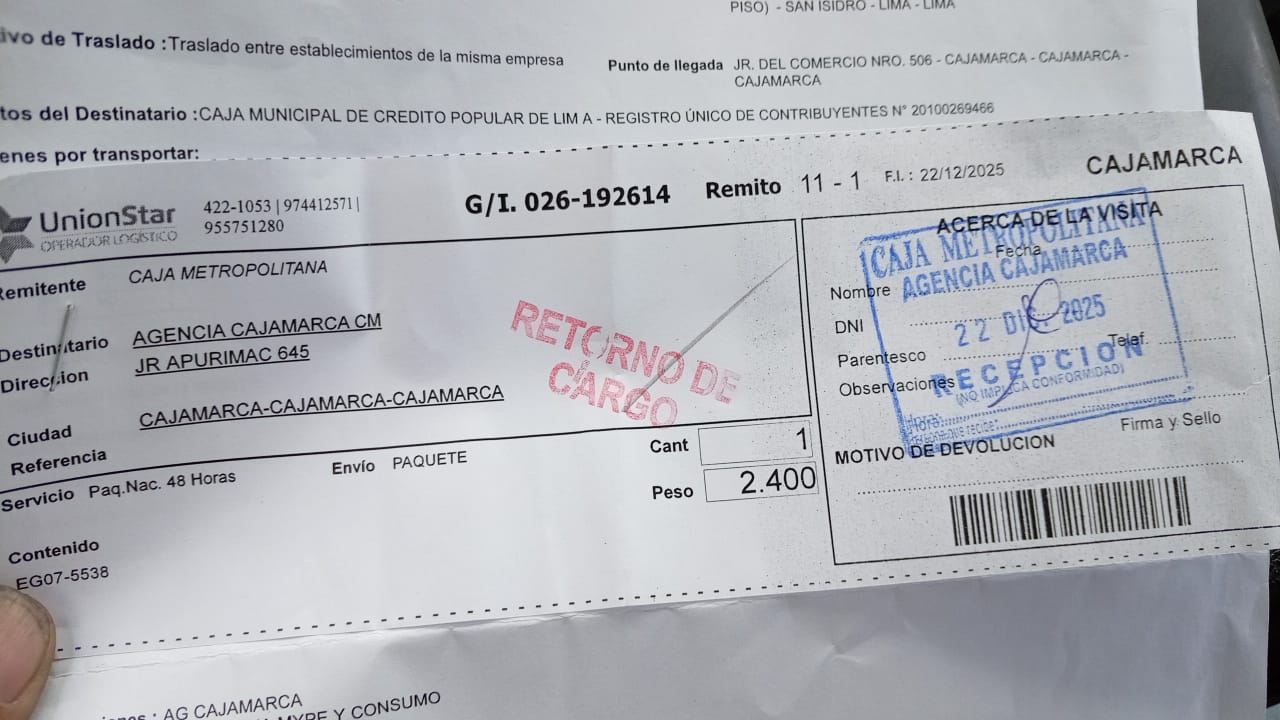 PISO) - SAN ISIDRO - LIMA - LIMA
ivo de Traslado : Traslado entre establecimientos de la misma empresa
Punto de llegada JR. DEL COMERCIO NRO. 506 - CAJAMARCA - CAJAMARCA -
CAJAMARCA
tos del Destinatario : CAJA MUNICIPAL DE CREDITO POPULAR DE LIM A - REGISTRO ÚNICO DE CONTRIBUYENTES N° 20100269466
enes por transportar:
UnionStar
OPERADOR LOGÍSTICO
422-1053 | 974412571 |
955751280
G/I. 026-192614
Remito 11 - 1
F.I. : 22/12/2025
CAJAMARCA
Remitente CAJA METROPOLITANA
Destinatario AGENCIA CAJAMARCA CM
Direccion JR APURIMAC 645
Ciudad CAJAMARCA-CAJAMARCA-CAJAMARCA
Referencia
RETORNO DE
CARGO
Servicio Paq.Nac. 48 Horas
Envío PAQUETE
Cant 1
Peso 2.400
Contenido
EG07-5538
ACERCA DE LA VISITA
Fecha
Nombre
DNI
Parentesco
Telef.
Observaciones
Firma y Sello
MOTIVO DE DEVOLUCION
CAJA METROPOLITANA
AGENCIA CAJAMARCA
22 DIC. 2025
RECEPCION
(NO IMPLICA CONFORMIDAD)
Hora:
iones : AG CAJAMARCA
MYPE Y CONSUMO